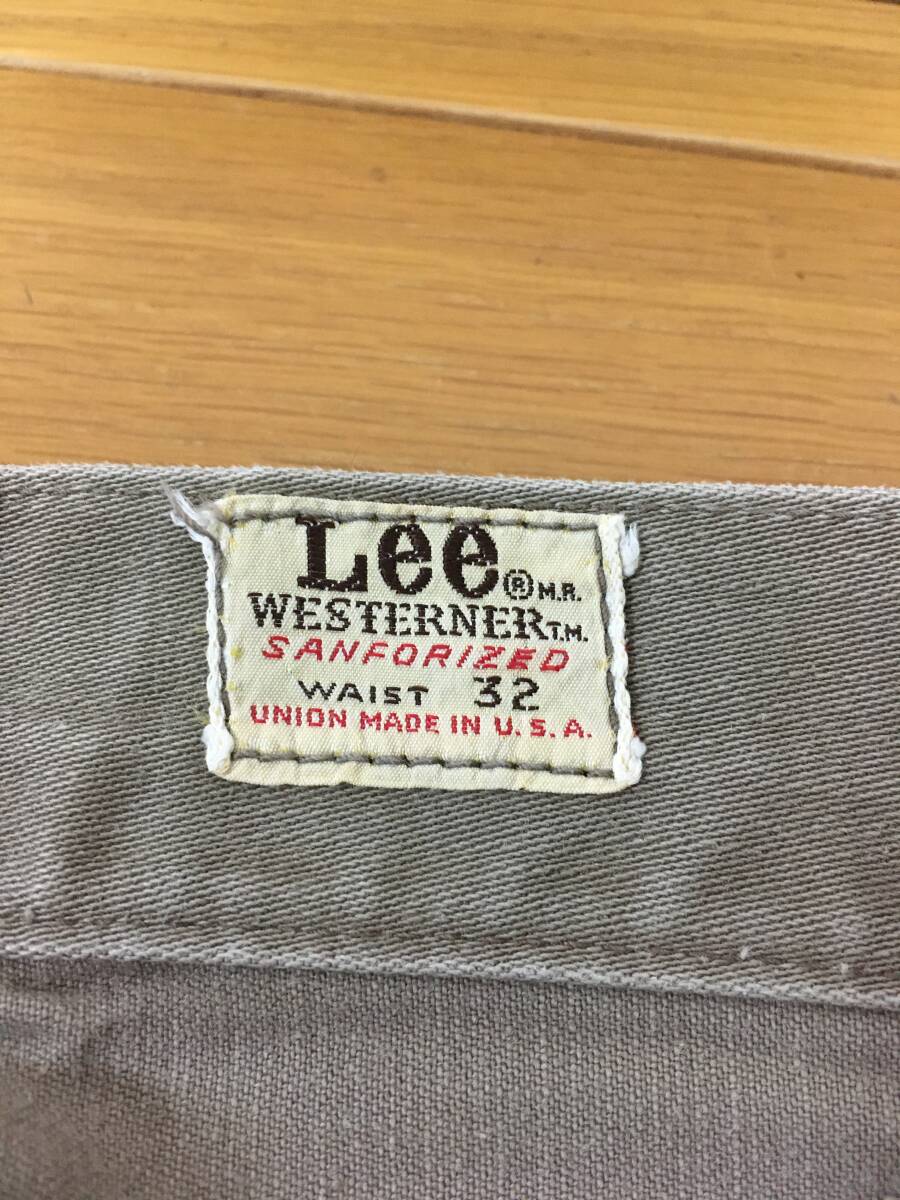 Lee ® M.R.
WESTERNER T.M.
SANFORIZED
WAIST 32
UNION MADE IN U.S.A.